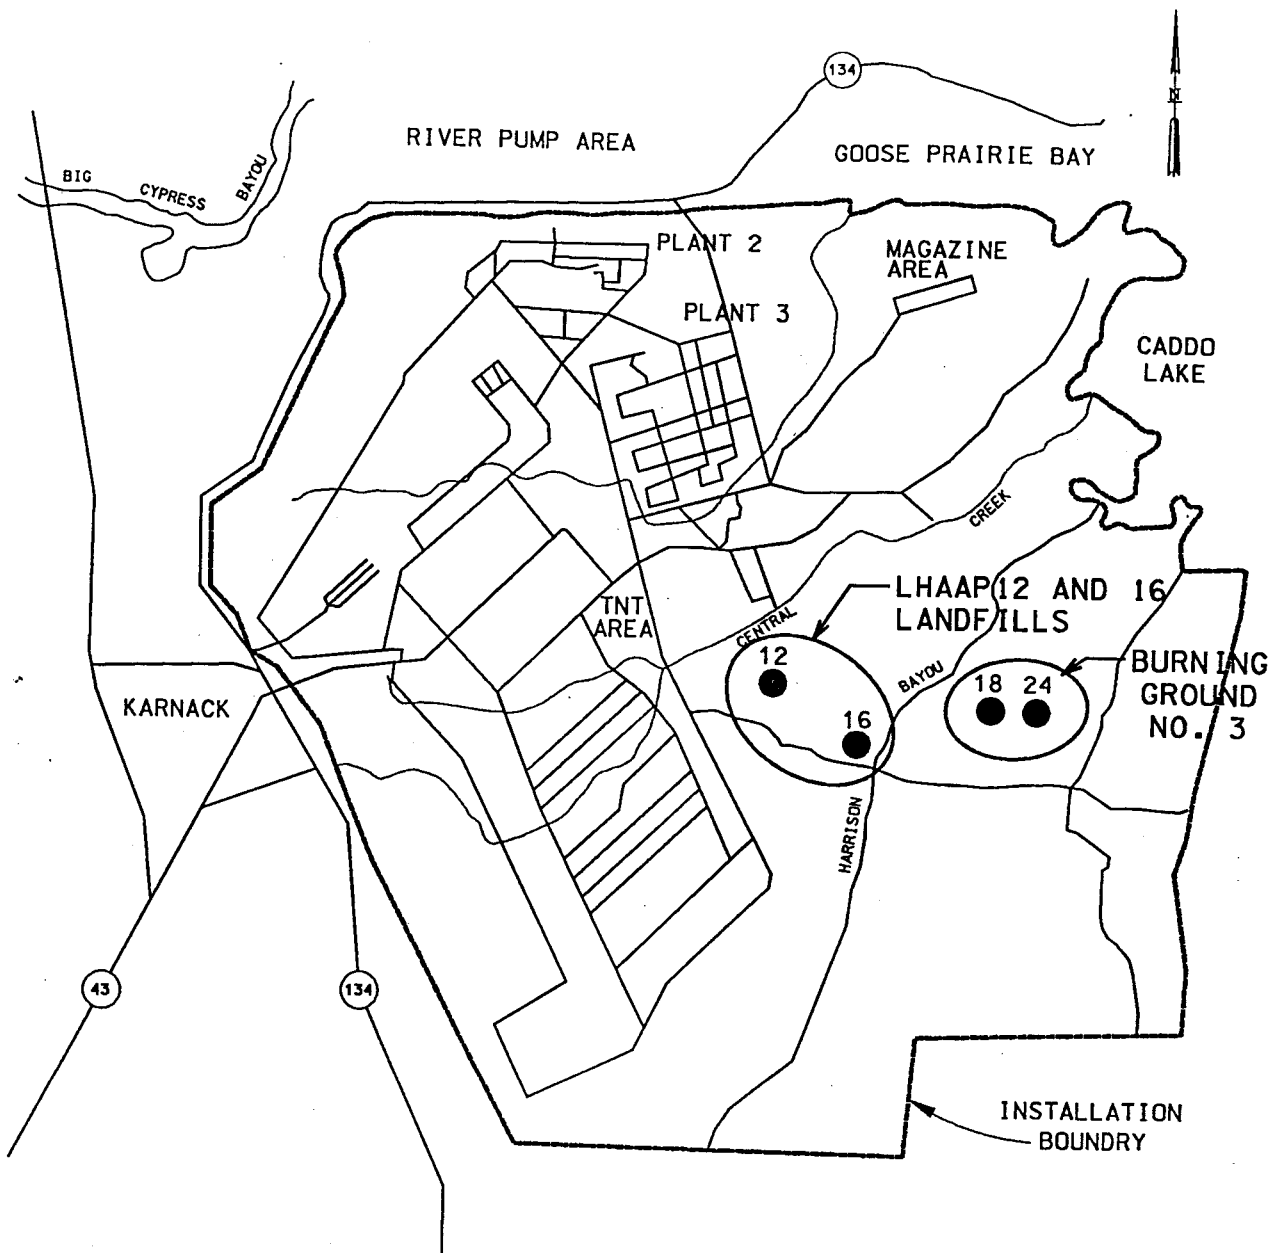 134
N
RIVER PUMP AREA
GOOSE PRAIRIE BAY
BIG
CYPRESS
BAYOU
PLANT 2
MAGAZINE
AREA
PLANT 3
CADDO
LAKE
CREEK
LHAAP 12 AND 16
LANDFILLS
TNT
AREA
CENTRAL
12
BURNING
GROUND
NO. 3
BAYOU
18 24
KARNACK
16
HARRISON
43
134
INSTALLATION
BOUNDRY